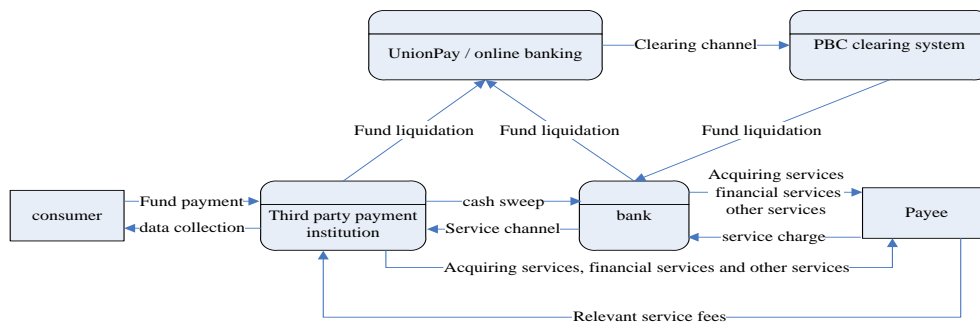 UnionPay / online banking
Clearing channel
PBC clearing system
Fund liquidation
Fund liquidation
Fund liquidation
consumer
Fund payment
data collection
Third party payment
institution
cash sweep
Service channel
bank
Acquiring services
financial services
other services
service charge
Payee
Acquiring services, financial services and other services
Relevant service fees